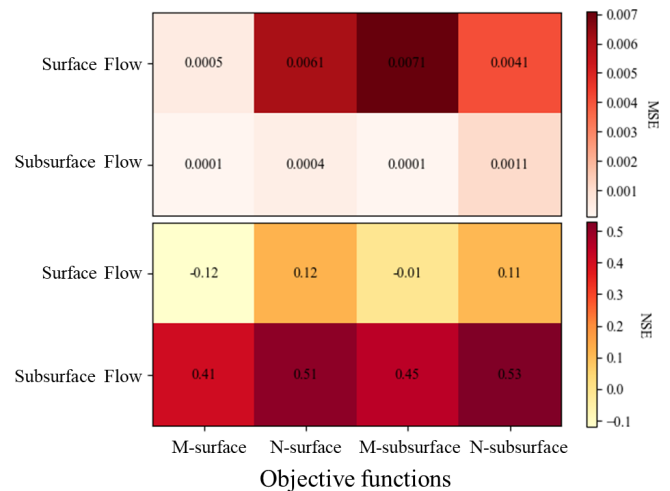 0.007
Surface Flow 0.0005 0.0061 0.0071 0.0041 0.006
0.005
0.004 MSE
0.003
Subsurface Flow 0.0001 0.0004 0.0001 0.0011 0.002
0.001
0.5
Surface Flow -0.12 0.12 -0.01 0.11 0.4
0.3
0.2 NSE
0.1
Subsurface Flow 0.41 0.51 0.45 0.53 0.0
−0.1
M-surface N-surface M-subsurface N-subsurface
Objective functions